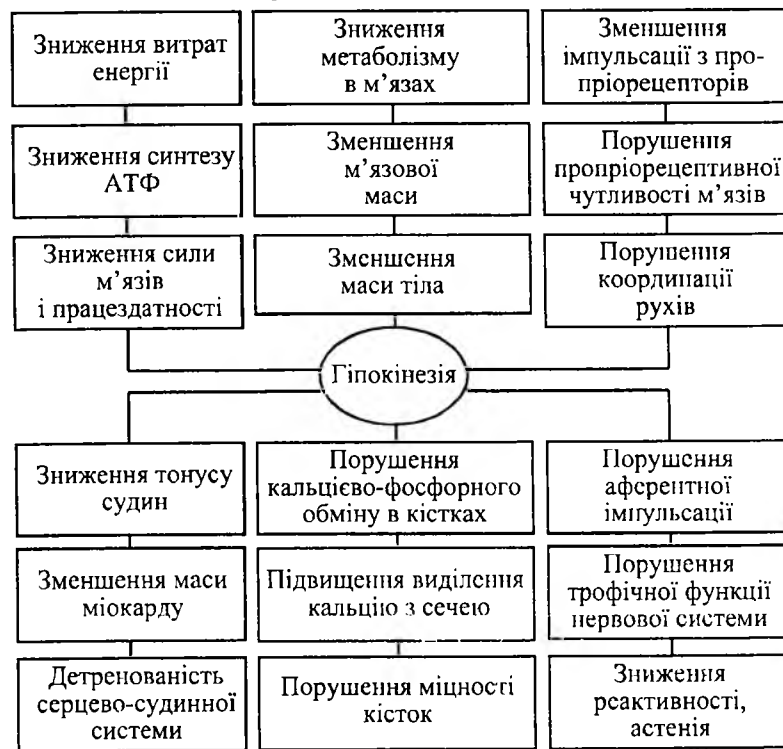 Зниження витрат
енергії
Зниження
метаболізму
в м’язах
Зменшення
імпульсації з про-
пріорецепторів
Зниження синтезу
АТФ
Зменшення
м’язової
маси
Порушення
пропріорецептивної
чутливості м’язів
Зниження сили
м’язів
і працездатності
Зменшення
маси тіла
Порушення
координації
рухів
Гіпокінезія
Зниження тонусу
судин
Порушення
кальцієво-фосфорного
обміну в кістках
Порушення
аферентної
імпульсації
Зменшення маси
міокарду
Підвищення виділення
кальцію з сечею
Порушення
трофічної функції
нервової системи
Детренованість
серцево-судинної
системи
Порушення міцності
кісток
Зниження
реактивності,
астенія